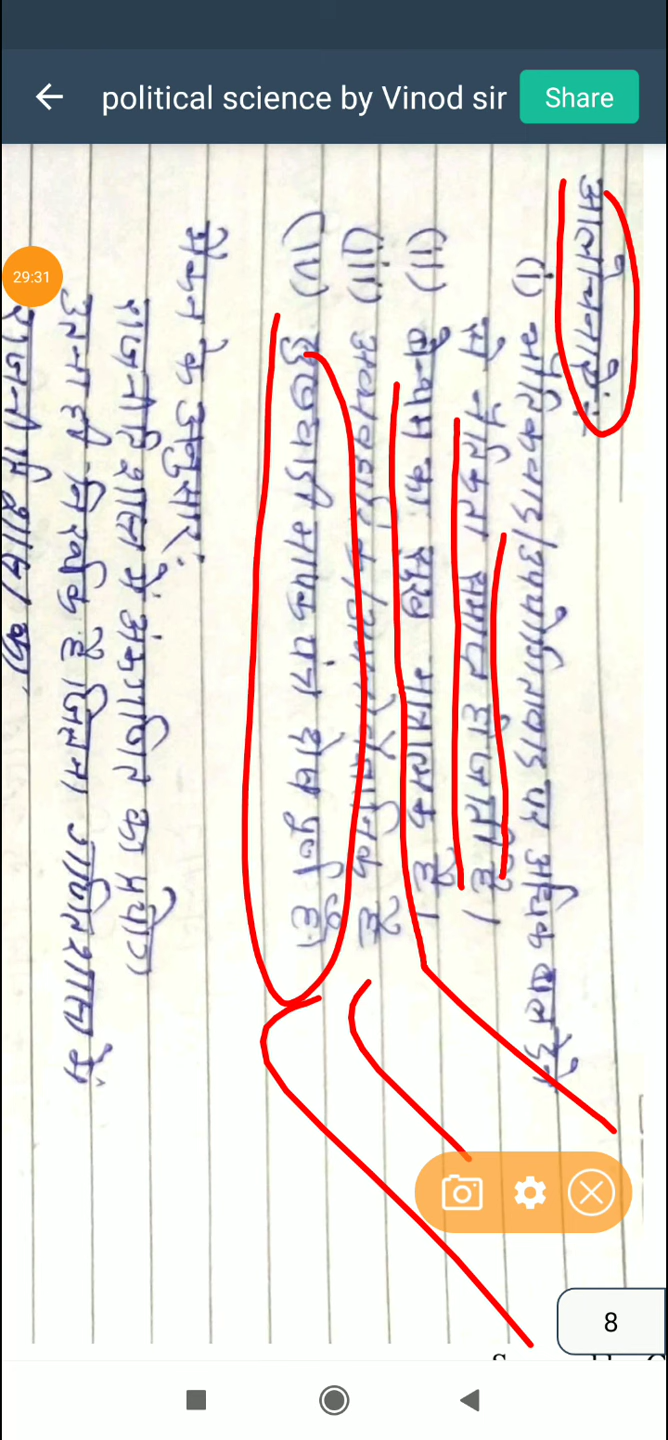 political science by Vinod sir
Share
29:31
आलोचनाएँ :-
(i) भौतिकवाद/उपयोगितावाद पर अधिक बल देने
से नैतिकता समाप्त हो जाती है।
(ii) बेन्थम का सुख मात्रात्मक है।
(iii) अव्यवहारिक/अमनोवैज्ञानिक है
(iv) सुखवादी मापक यंत्र दोष पूर्ण है।
मैकन के अनुसार:
राजनीति शास्त्र में अंकगणित का प्रयोग
उतना ही निरर्थक है जितना गणितशास्त्र में
राजनीति शास्त्र का
8